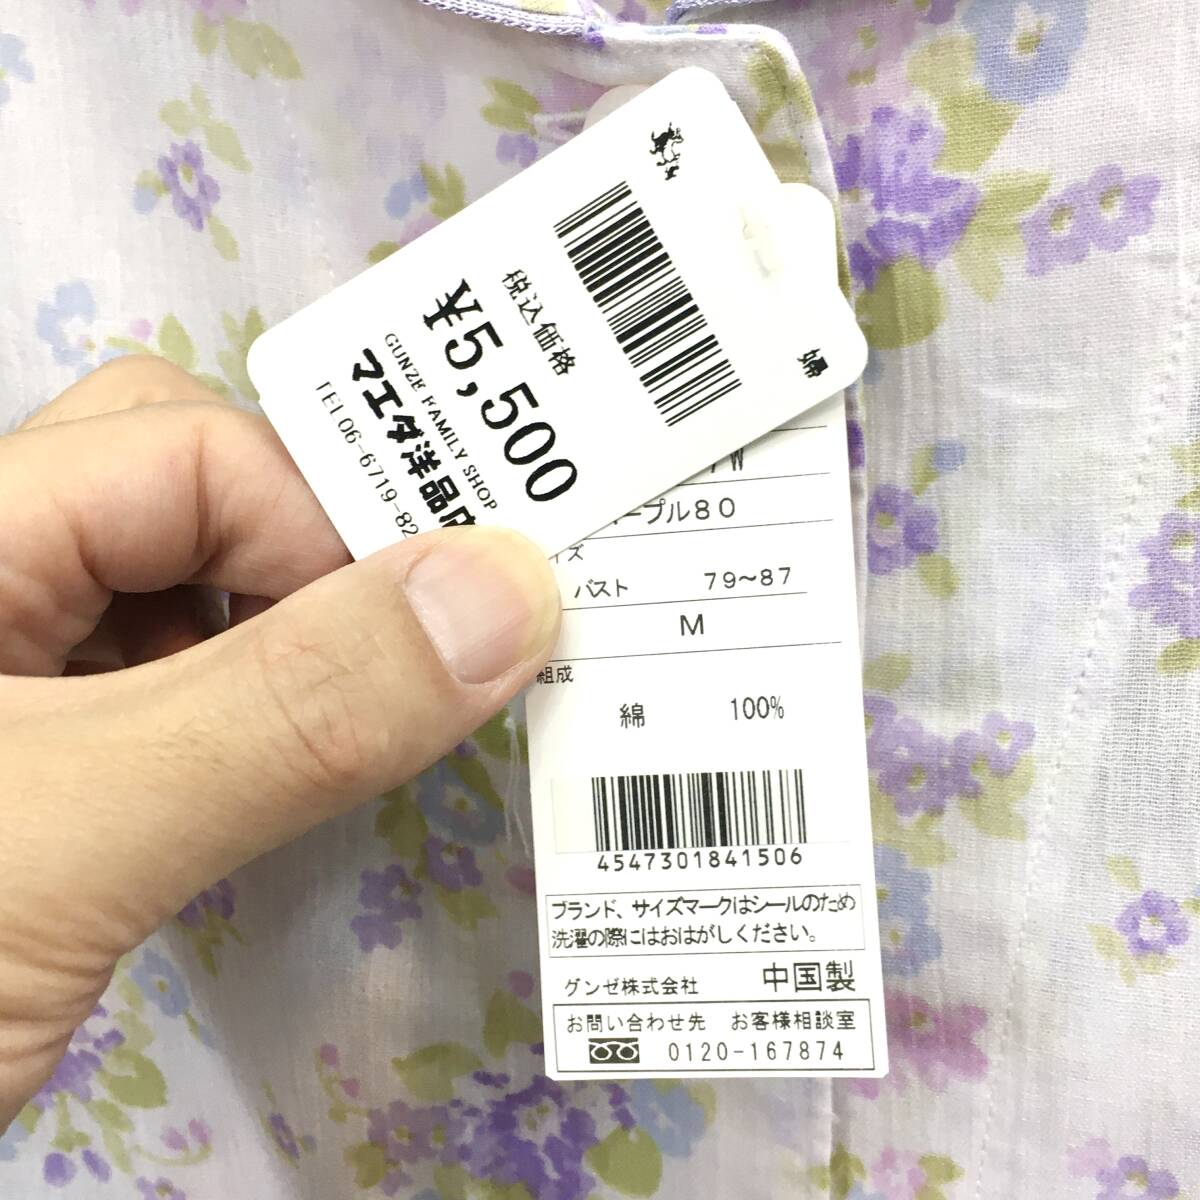 税込価格
¥5,500
GUNZE FAMILY SHOP
マエダ洋品
TEL06-6719-82
婦
W
プル80
イズ
バスト 79~87
M
組成
綿 100%
4547301841506
ブランド、サイズマークはシールのため
洗濯の際にはおはがしください。
グンゼ株式会社 中国製
お問い合わせ先 お客様相談室
0120-167874